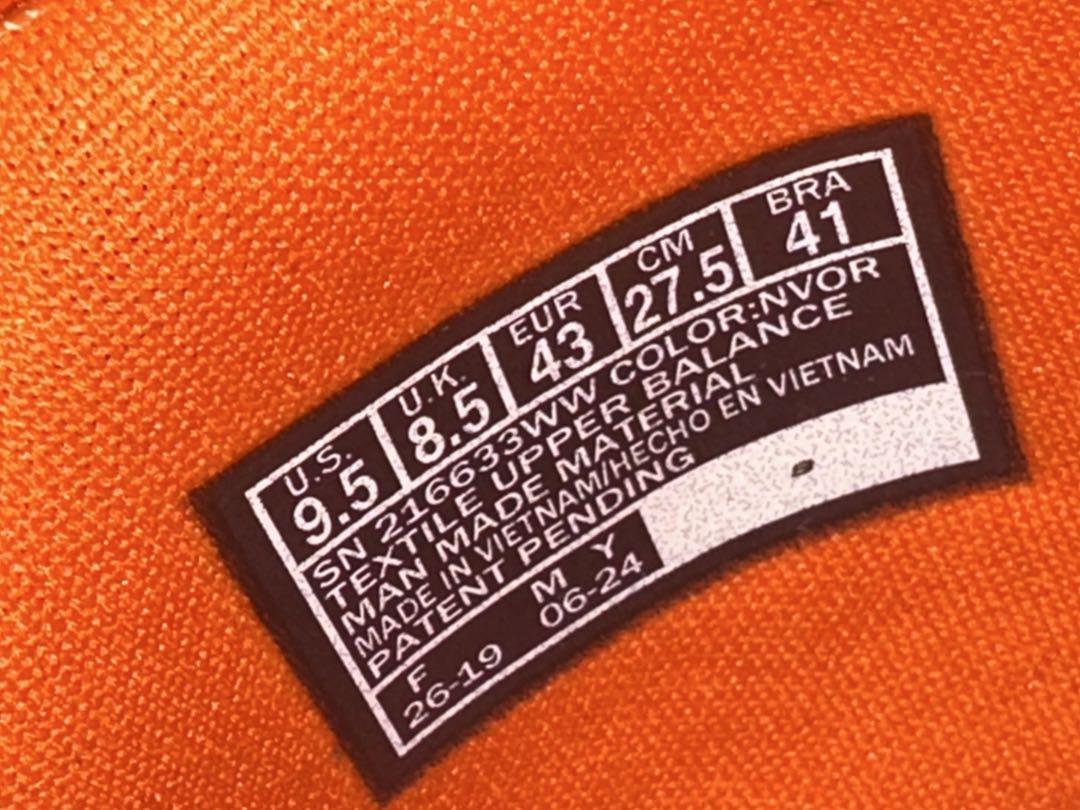 U.S. U.K. EUR CM BRA
9.5 8.5 43 27.5 41
SN 216633WW COLOR:NVOR
TEXTILE UPPER BALANCE
MAN MADE MATERIAL
MADE IN VIETNAM/HECHO EN VIETNAM
PATENT PENDING
F M Y
26-19 06-24